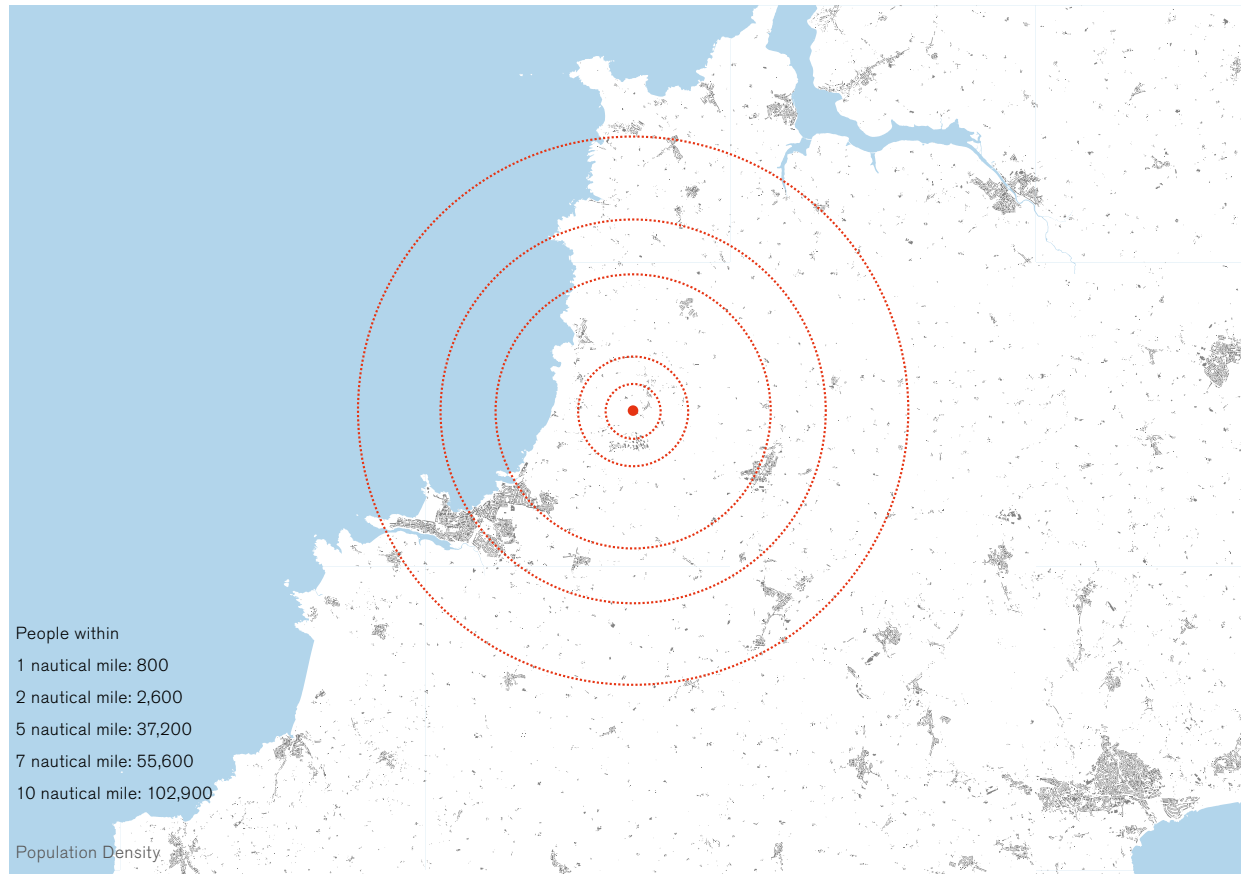 People within
1 nautical mile: 800
2 nautical mile: 2,600
5 nautical mile: 37,200
7 nautical mile: 55,600
10 nautical mile: 102,900
Population Density